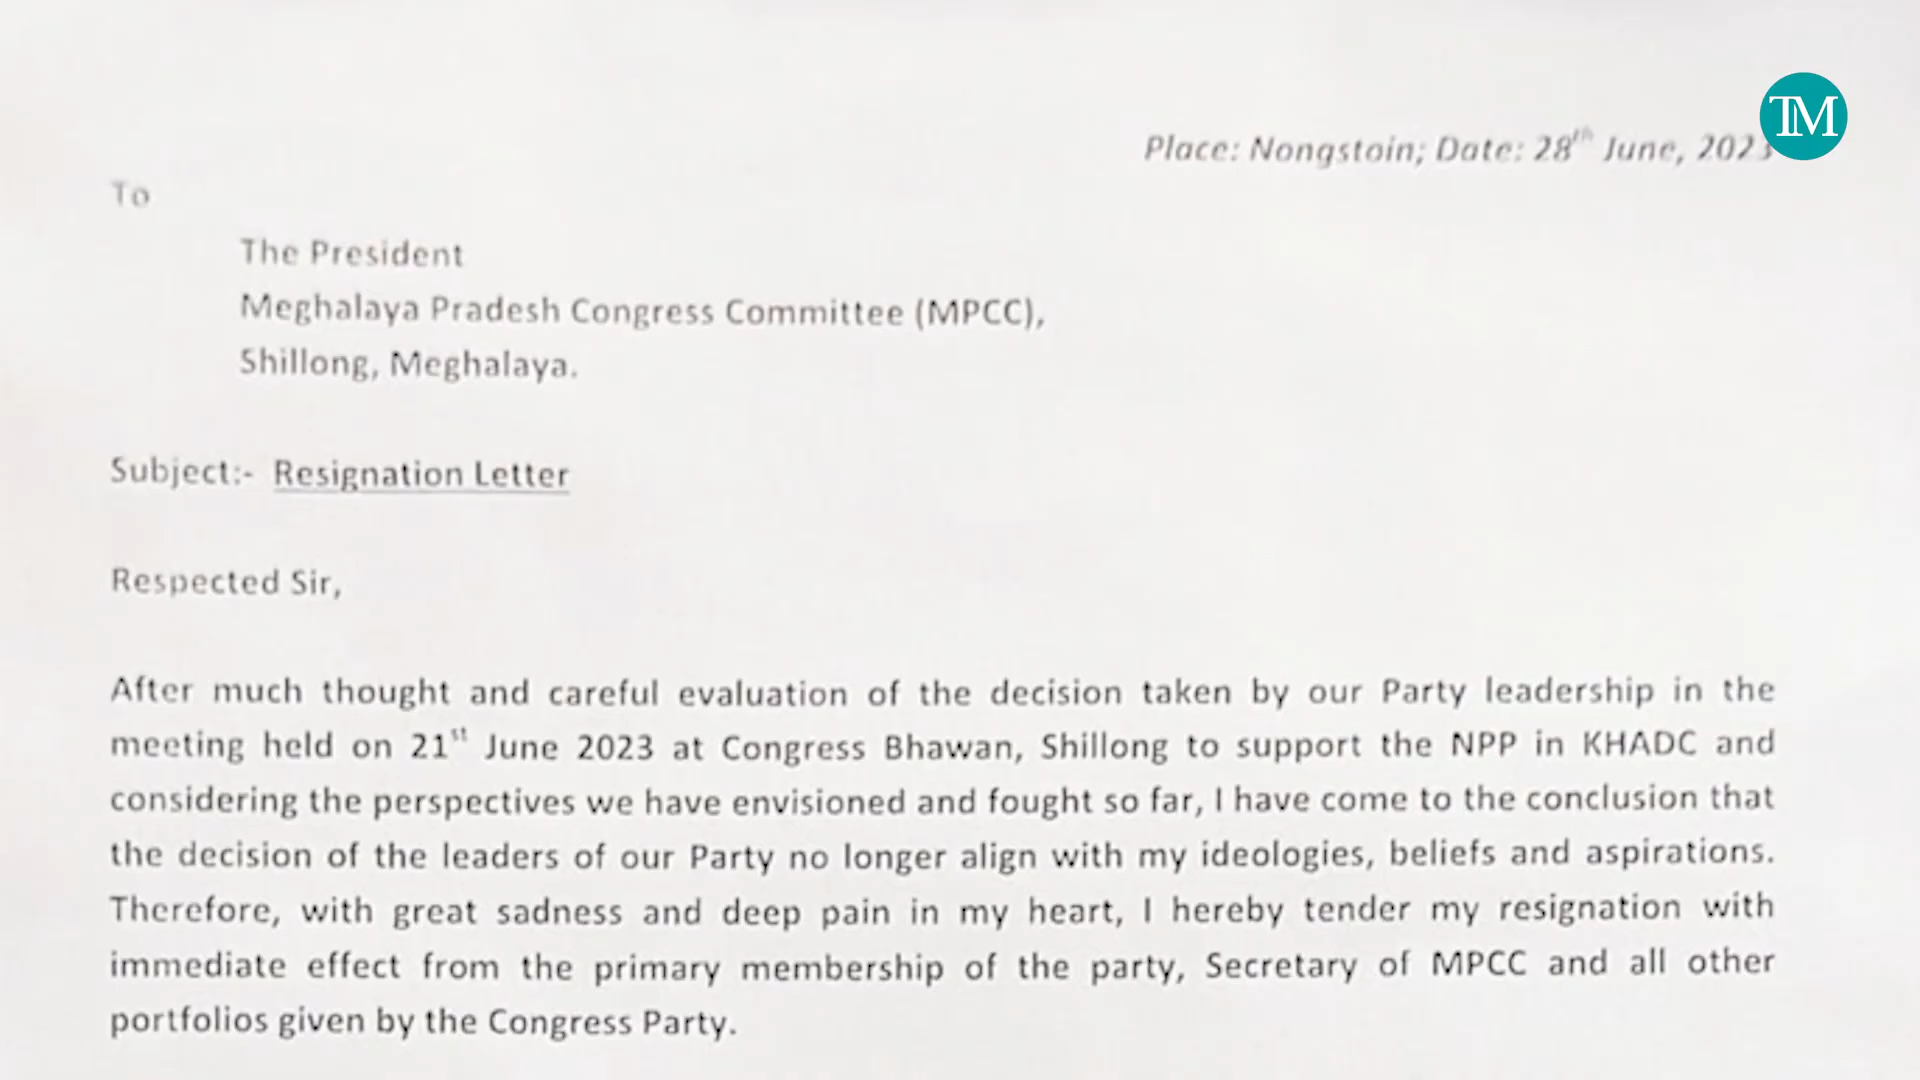 TM
Place: Nongstoin; Date: 28th June, 2023
To
The President
Meghalaya Pradesh Congress Committee (MPCC),
Shillong, Meghalaya.
Subject:- Resignation Letter
Respected Sir,
After much thought and careful evaluation of the decision taken by our Party leadership in the
meeting held on 21st June 2023 at Congress Bhawan, Shillong to support the NPP in KHADC and
considering the perspectives we have envisioned and fought so far, I have come to the conclusion that
the decision of the leaders of our Party no longer align with my ideologies, beliefs and aspirations.
Therefore, with great sadness and deep pain in my heart, I hereby tender my resignation with
immediate effect from the primary membership of the party, Secretary of MPCC and all other
portfolios given by the Congress Party.